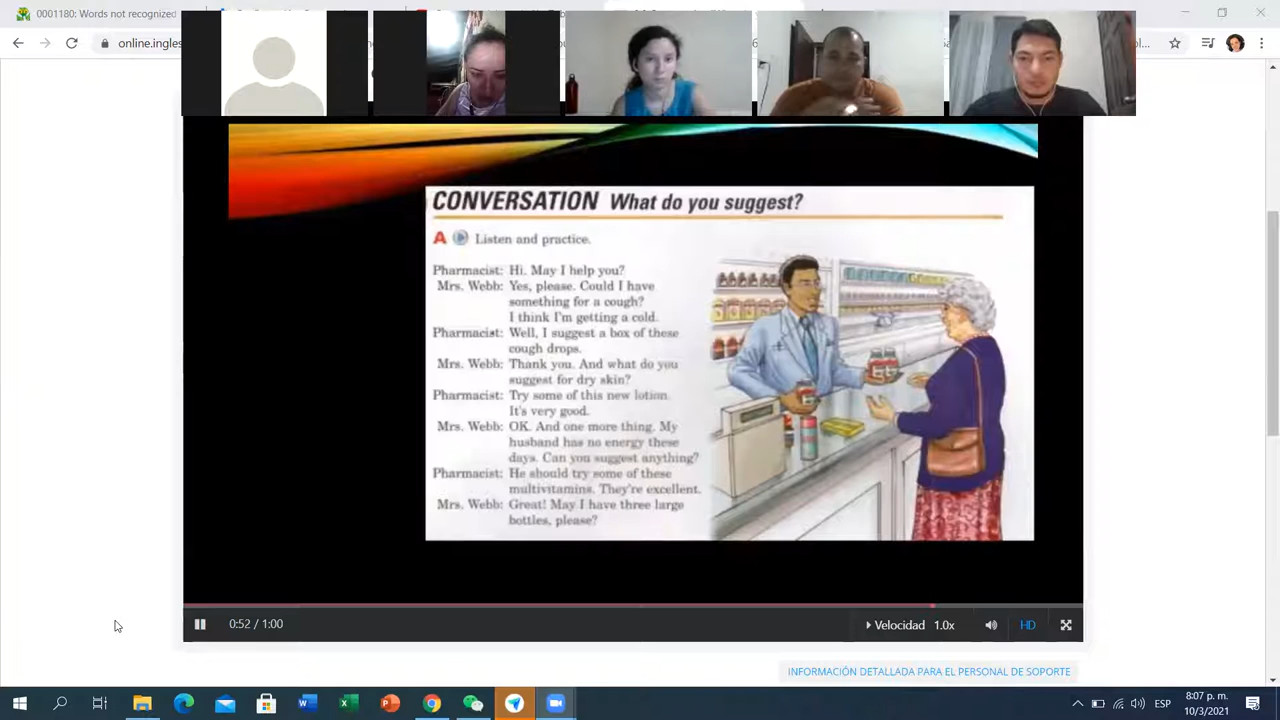 0001180: Words not recognized
online.ingles
CONVERSATION What do you suggest?
A Listen and practice.
Pharmacist: Hi. May I help you?
Mrs. Webb: Yes, please. Could I have
something for a cough?
I think I'm getting a cold.
Pharmacist: Well, I suggest a box of these
cough drops.
Mrs. Webb: Thank you. And what do you
suggest for dry skin?
Pharmacist: Try some of this new lotion.
It's very good.
Mrs. Webb: OK. And one more thing. My
husband has no energy these
days. Can you suggest anything?
Pharmacist: He should try some of these
multivitamins. They're excellent.
Mrs. Webb: Great! May I have three large
bottles, please?
0:52 / 1:00
Velocidad 1.0x
HD
INFORMACIÓN DETALLADA PARA EL PERSONAL DE SOPORTE
ESP
8:07 p. m.
10/3/2021